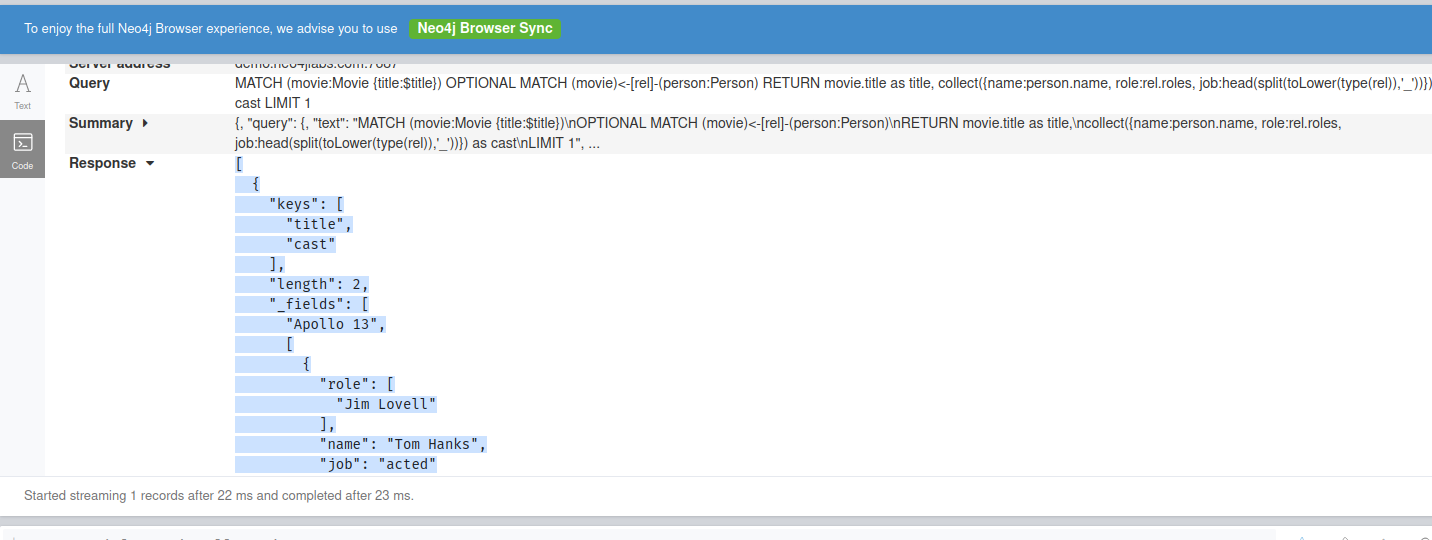 To enjoy the full Neo4j Browser experience, we advise you to use Neo4j Browser Sync
Server address demo.neo4jlabs.com:7687
Text
Query MATCH (movie:Movie {title:$title}) OPTIONAL MATCH (movie)<-[rel]-(person:Person) RETURN movie.title as title, collect({name:person.name, role:rel.roles, job:head(split(toLower(type(rel)),'_'))})
cast LIMIT 1
Code
Summary {, "query": {, "text": "MATCH (movie:Movie {title:$title})\nOPTIONAL MATCH (movie)<-[rel]-(person:Person)\nRETURN movie.title as title,\ncollect({name:person.name, role:rel.roles,
job:head(split(toLower(type(rel)),'_'))}) as cast\nLIMIT 1", ...
Response [
{
"keys": [
"title",
"cast"
],
"length": 2,
"_fields": [
"Apollo 13",
[
{
"role": [
"Jim Lovell"
],
"name": "Tom Hanks",
"job": "acted"
Started streaming 1 records after 22 ms and completed after 23 ms.